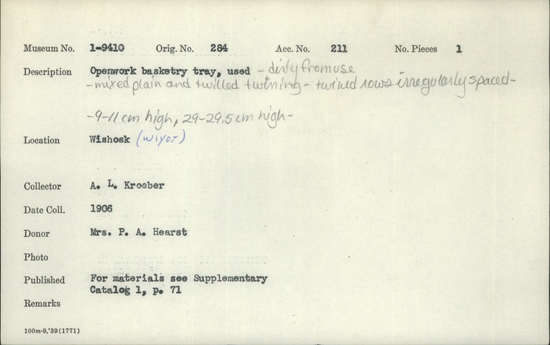 Museum No. 1-9410 Orig. No. 284 Acc. No. 211 No. Pieces 1
Description Openwork basketry tray, used - dirty from use
- mixed plain and twilled twining - twined rows irregularly spaced -
- 9-11 cm high, 29-29.5 cm high -
Location Wishosk (Wiyot)
Collector A. L. Kroeber
Date Coll. 1906
Donor Mrs. P. A. Hearst
Photo
Published For materials see Supplementary
Catalog 1, p. 71
Remarks
100m-9,'39(1771)